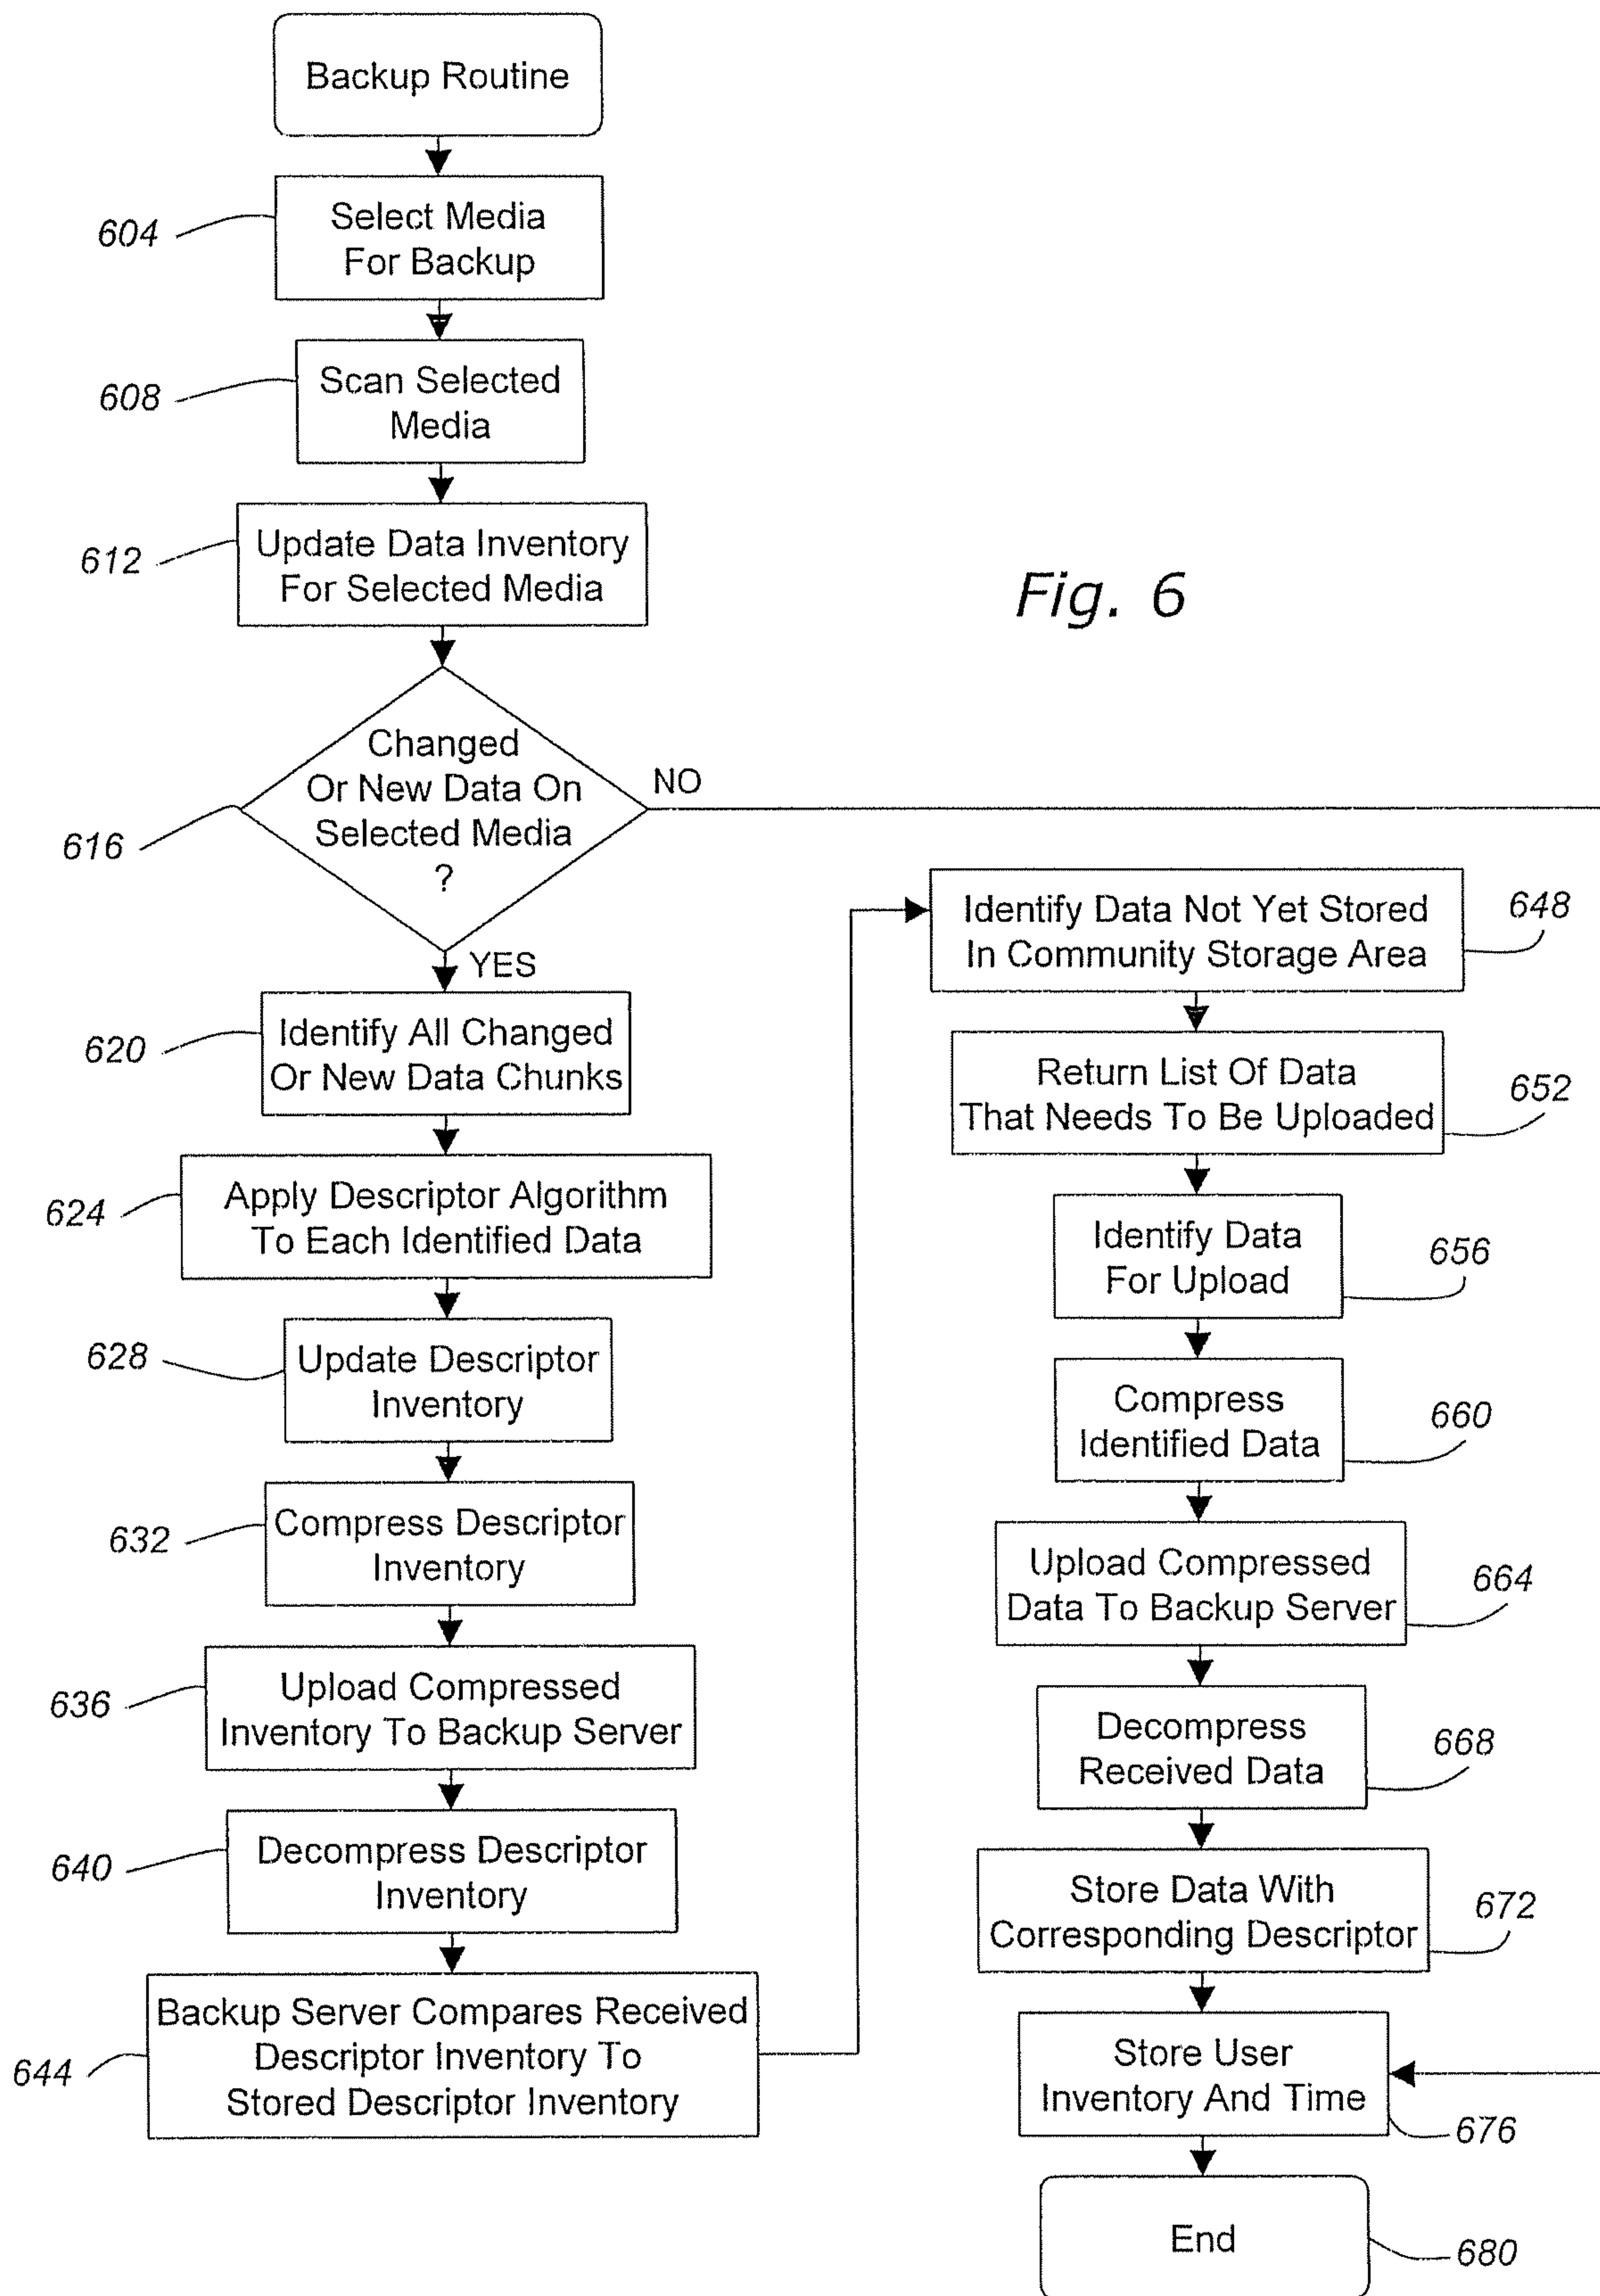 Backup Routine
604
Select Media
For Backup
608
Scan Selected
Media
612
Update Data Inventory
For Selected Media
Fig. 6
616
Changed
Or New Data On
Selected Media
?
NO
YES
620
Identify All Changed
Or New Data Chunks
624
Apply Descriptor Algorithm
To Each Identified Data
628
Update Descriptor
Inventory
632
Compress Descriptor
Inventory
636
Upload Compressed
Inventory To Backup Server
640
Decompress Descriptor
Inventory
644
Backup Server Compares Received
Descriptor Inventory To
Stored Descriptor Inventory
Identify Data Not Yet Stored
In Community Storage Area
648
Return List Of Data
That Needs To Be Uploaded
652
Identify Data
For Upload
656
Compress
Identified Data
660
Upload Compressed
Data To Backup Server
664
Decompress
Received Data
668
Store Data With
Corresponding Descriptor
672
Store User
Inventory And Time
676
End
680